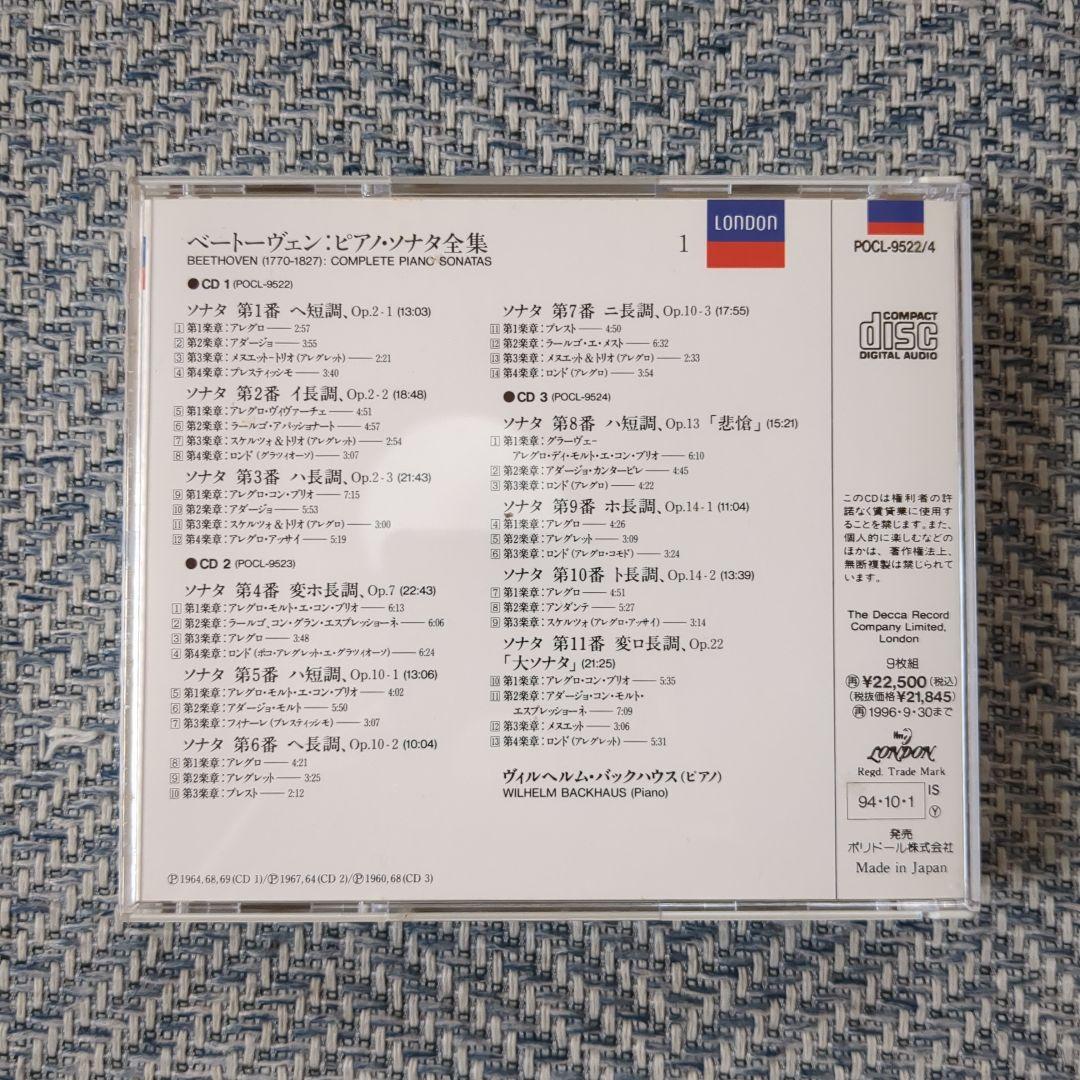 ベートーヴェン:ピアノ・ソナタ全集
BEETHOVEN (1770-1827): COMPLETE PIANO SONATAS
1
LONDON
●CD 1 (POCL-9522)
ソナタ 第1番 ヘ短調、Op.2-1 (13:03)
1 第1楽章:アレグロ── 2:57
2 第2楽章:アダージョ── 3:55
3 第3楽章:メヌエット-トリオ(アレグレット)── 2:21
4 第4楽章:プレスティッシモ── 3:40
ソナタ 第2番 イ長調、Op.2-2 (18:48)
5 第1楽章:アレグロ・ヴィヴァーチェ── 4:51
6 第2楽章:ラールゴ・アパッショナート── 4:57
7 第3楽章:スケルツォ&トリオ(アレグレット)── 2:54
8 第4楽章:ロンド(グラツィオーソ)── 3:07
ソナタ 第3番 ハ長調、Op.2-3 (21:43)
9 第1楽章:アレグロ・コン・ブリオ── 7:15
10 第2楽章:アダージョ── 5:53
11 第3楽章:スケルツォ&トリオ(アレグロ)── 3:00
12 第4楽章:アレグロ・アッサイ── 5:19
●CD 2 (POCL-9523)
ソナタ 第4番 変ホ長調、Op.7 (22:43)
1 第1楽章:アレグロ・モルト・エ・コン・ブリオ── 6:13
2 第2楽章:ラールゴ、コン・グラン・エスプレッショーネ── 6:06
3 第3楽章:アレグロ── 3:48
4 第4楽章:ロンド(ポコ・アレグレット・エ・グラツィオーソ)── 6:24
ソナタ 第5番 ハ短調、Op.10-1 (13:06)
5 第1楽章:アレグロ・モルト・エ・コン・ブリオ── 4:02
6 第2楽章:アダージョ・モルト── 5:50
7 第3楽章:フィナーレ(プレスティッシモ)── 3:07
ソナタ 第6番 ヘ長調、Op.10-2 (10:04)
8 第1楽章:アレグロ── 4:21
9 第2楽章:アレグレット── 3:25
10 第3楽章:プレスト── 2:12
Ⓟ1964,68,69(CD 1)/Ⓟ1967,64(CD 2)/Ⓟ1960,68(CD 3)
ソナタ 第7番 ニ長調、Op.10-3 (17:55)
11 第1楽章:プレスト── 4:50
12 第2楽章:ラールゴ・エ・メスト── 6:32
13 第3楽章:メヌエット&トリオ(アレグロ)── 2:33
14 第4楽章:ロンド(アレグロ)── 3:54
●CD 3 (POCL-9524)
ソナタ 第8番 ハ短調、Op.13「悲愴」(15:21)
1 第1楽章:グラーヴェ-
アレグロ・ディ・モルト・エ・コン・ブリオ── 6:10
2 第2楽章:アダージョ・カンタービレ── 4:45
3 第3楽章:ロンド(アレグロ)── 4:22
ソナタ 第9番 ホ長調、Op.14-1 (11:04)
4 第1楽章:アレグロ── 4:26
5 第2楽章:アレグレット── 3:09
6 第3楽章:ロンド(アレグロ・コモド)── 3:24
ソナタ 第10番 ト長調、Op.14-2 (13:39)
7 第1楽章:アレグロ── 4:51
8 第2楽章:アンダンテ── 5:27
9 第3楽章:スケルツォ(アレグロ・アッサイ)── 3:14
ソナタ 第11番 変ロ長調、Op.22
「大ソナタ」(21:25)
10 第1楽章:アレグロ・コン・ブリオ── 5:35
11 第2楽章:アダージョ・コン・モルト・
エスプレッショーネ── 7:09
12 第3楽章:メヌエット── 3:06
13 第4楽章:ロンド(アレグレット)── 5:31
ヴィルヘルム・バックハウス(ピアノ)
WILHELM BACKHAUS (Piano)
POCL-9522/4
COMPACT
disc
DIGITAL AUDIO
このCDは権利者の許
諾なく賃貸業に使用す
ることを禁じます。また、
個人的に楽しむなどの
ほかは、著作権法上、
無断複製は禁じられて
います。
The Decca Record
Company Limited,
London
9枚組
再 ¥22,500(税込)
(税抜価格¥21,845)
再 1996・9・30まで
LONDON
Regd. Trade Mark
94・10・1
IS
Ⓨ
発売
ポリドール株式会社
Made in Japan